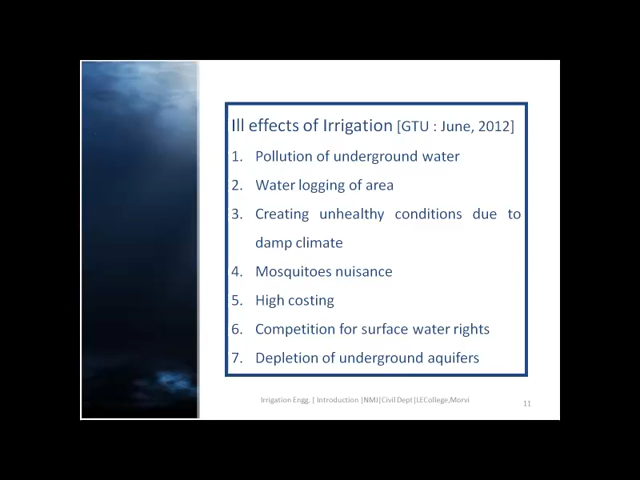 Ill effects of Irrigation [GTU : June, 2012]
1. Pollution of underground water
2. Water logging of area
3. Creating unhealthy conditions due to
damp climate
4. Mosquitoes nuisance
5. High costing
6. Competition for surface water rights
7. Depletion of underground aquifers
Irrigation Engg. | Introduction |NMJ|Civil Dept|LECollege,Morvi
11